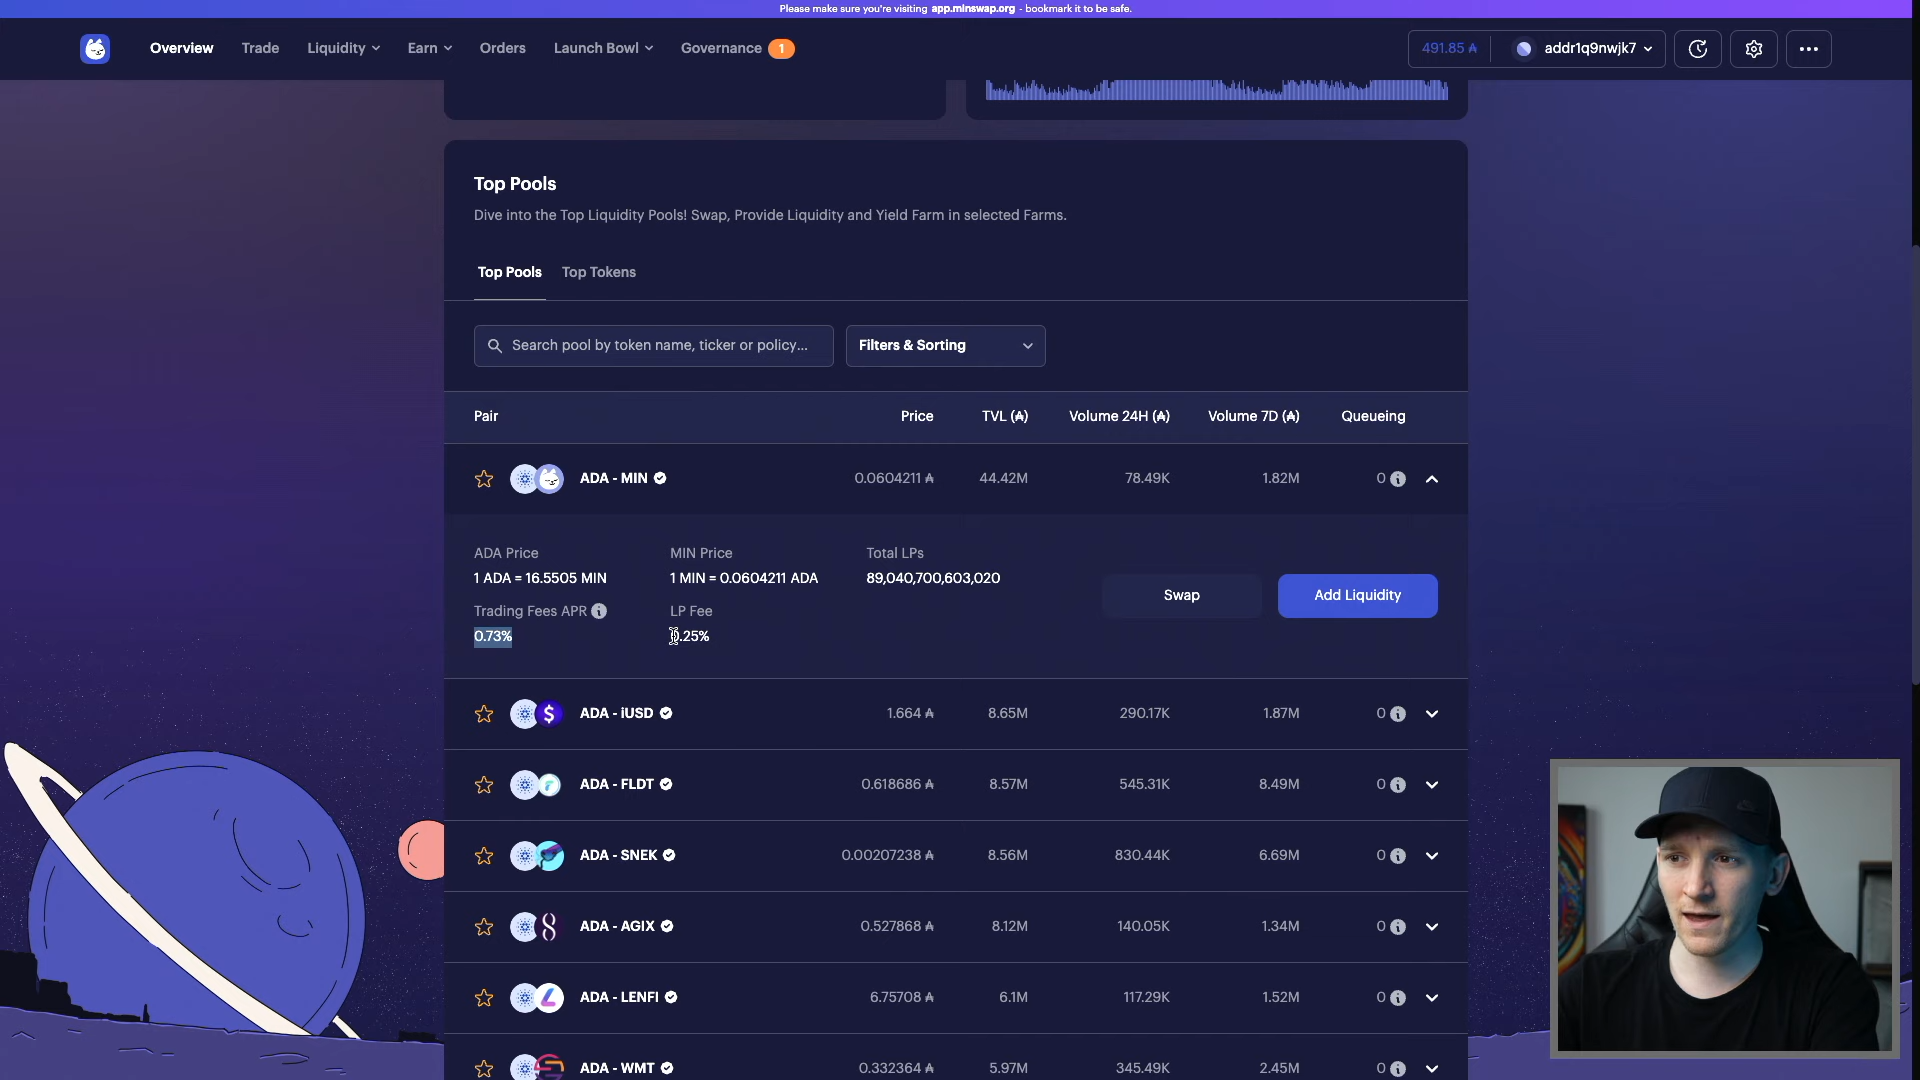 Please make sure you're visiting app.minswap.org - bookmark it to be safe.
Overview Trade Liquidity Earn Orders Launch Bowl Governance 1 491.85 ₳ addr1q9nwjk7
Top Pools
Dive into the Top Liquidity Pools! Swap, Provide Liquidity and Yield Farm in selected Farms.
Top Pools Top Tokens
Search pool by token name, ticker or policy... Filters & Sorting
Pair Price TVL (₳) Volume 24H (₳) Volume 7D (₳) Queueing
ADA - MIN 0.0604211 ₳ 44.42M 78.49K 1.82M 0
ADA Price MIN Price Total LPs
1 ADA = 16.5505 MIN 1 MIN = 0.0604211 ADA 89,040,700,603,020
Swap Add Liquidity
Trading Fees APR LP Fee
0.73% 0.25%
ADA - iUSD 1.664 ₳ 8.65M 290.17K 1.87M 0
ADA - FLDT 0.618686 ₳ 8.57M 545.31K 8.49M 0
ADA - SNEK 0.00207238 ₳ 8.56M 830.44K 6.69M 0
ADA - AGIX 0.527868 ₳ 8.12M 140.05K 1.34M 0
ADA - LENFI 6.75708 ₳ 6.1M 117.29K 1.52M 0
ADA - WMT 0.332364 ₳ 5.97M 345.49K 2.45M 0